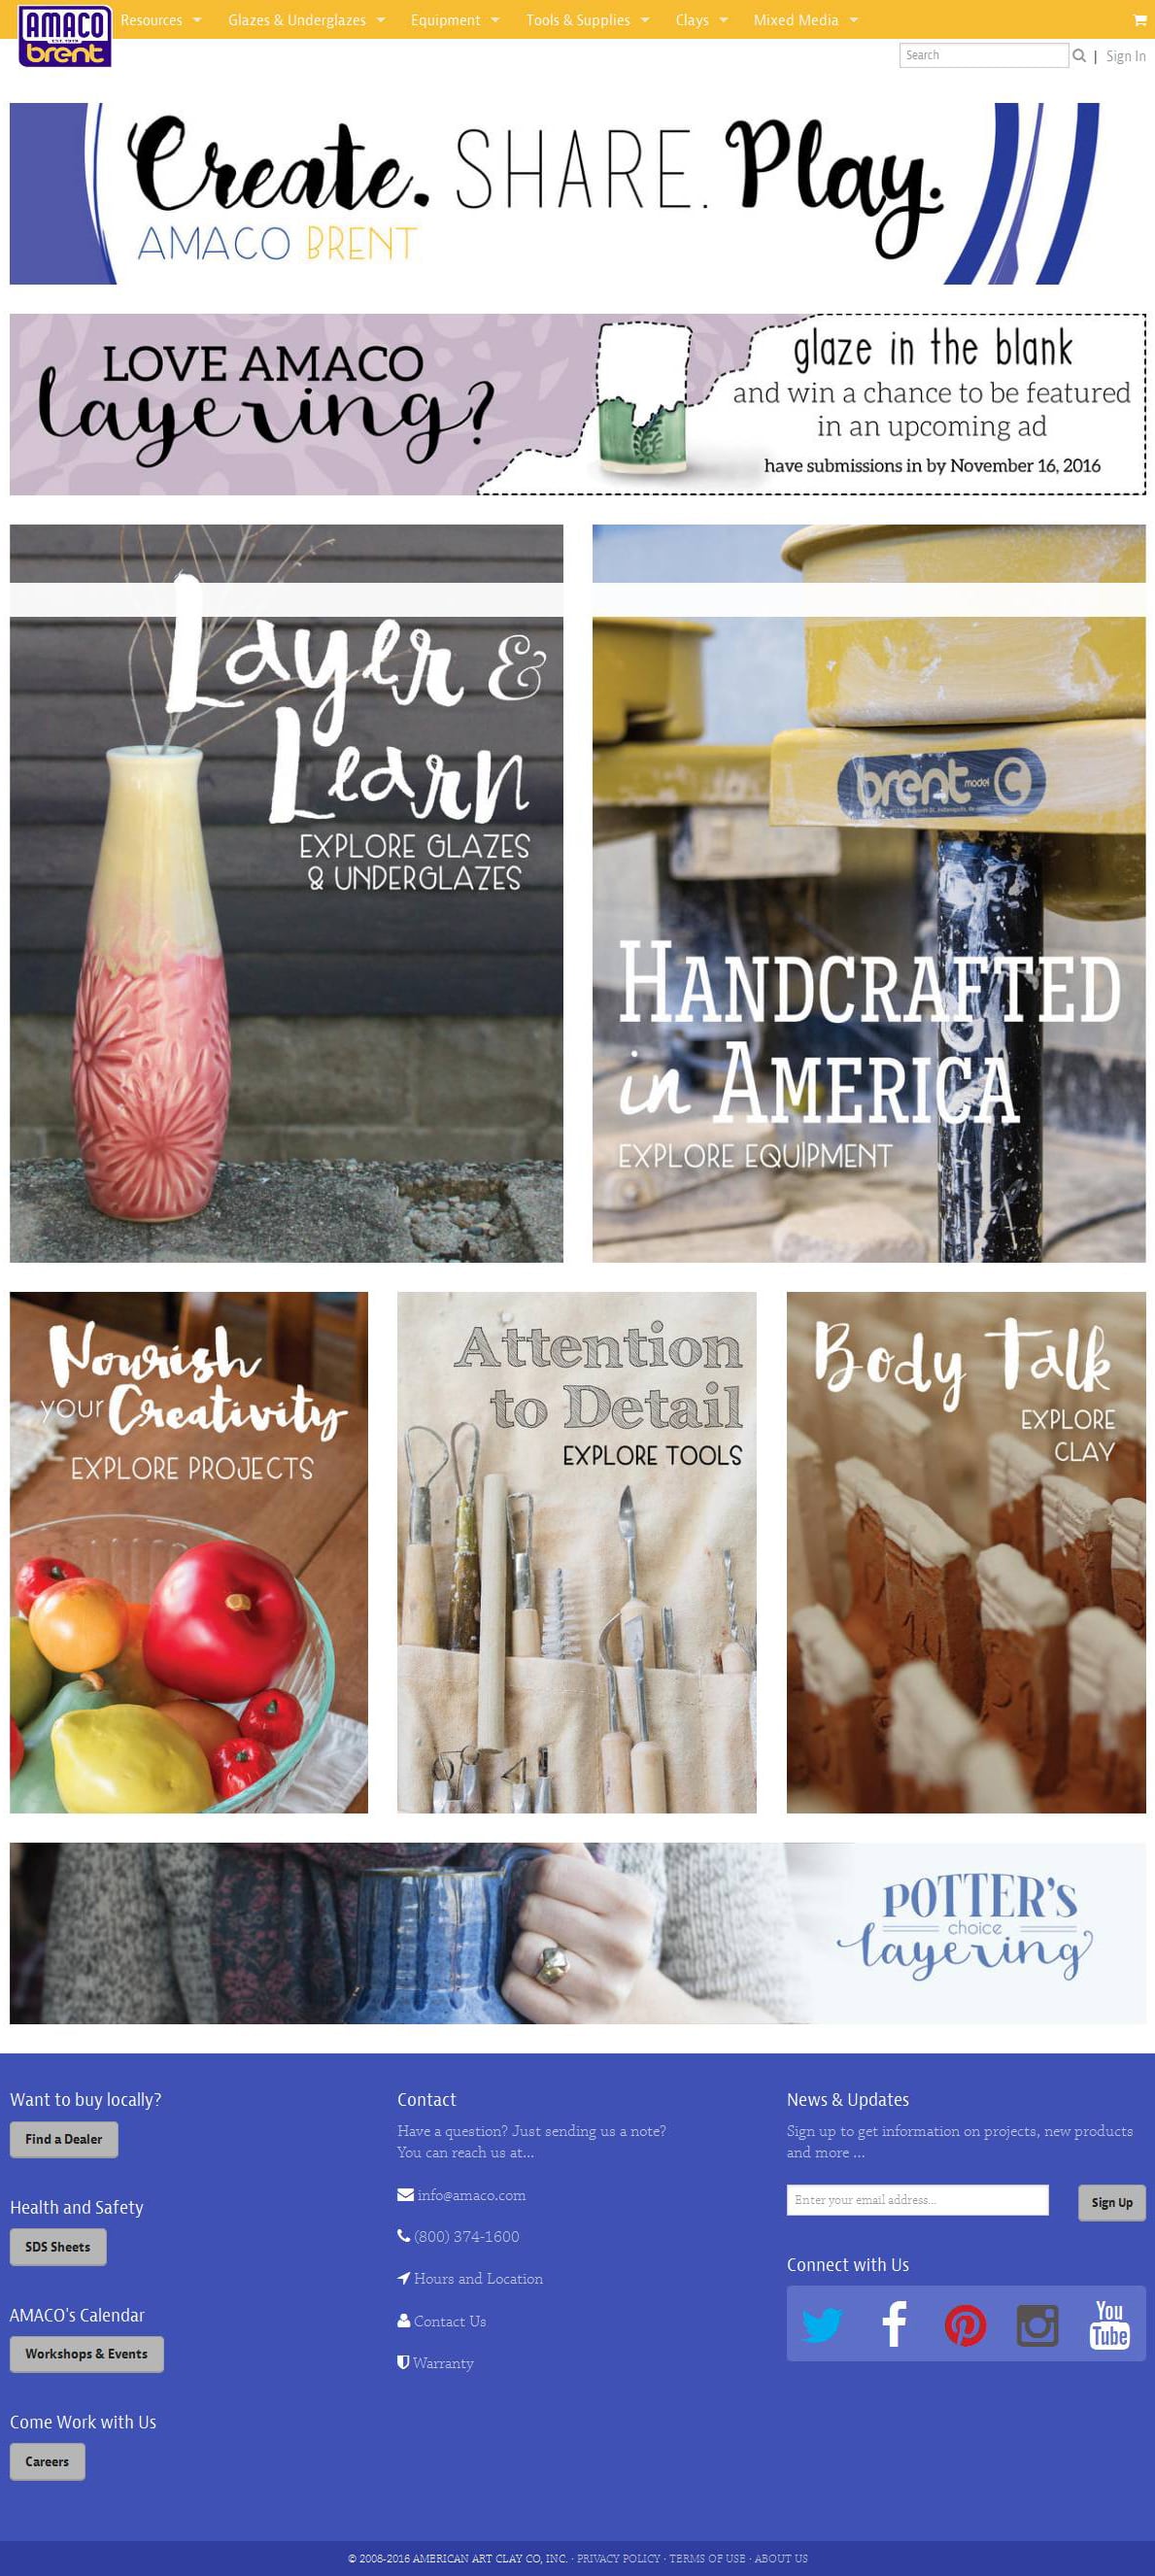 AMACO
EST. 1919
brent
Resources
Glazes & Underglazes
Equipment
Tools & Supplies
Clays
Mixed Media
Search
| Sign In
Create. SHARE. Play.
AMACO BRENT
LOVE AMACO
layering?
glaze in the blank
and win a chance to be featured
in an upcoming ad
have submissions in by November 16, 2016
Layer &
Learn
EXPLORE GLAZES
& UNDERGLAZES
brent model C
HANDCRAFTED
in AMERICA
EXPLORE EQUIPMENT
Nourish
your Creativity
EXPLORE PROJECTS
Attention
to Detail
EXPLORE TOOLS
Body Talk
EXPLORE
CLAY
POTTER'S
choice
layering
Want to buy locally?
Find a Dealer
Health and Safety
SDS Sheets
AMACO's Calendar
Workshops & Events
Come Work with Us
Careers
Contact
Have a question? Just sending us a note?
You can reach us at...
info@amaco.com
(800) 374-1600
Hours and Location
Contact Us
Warranty
News & Updates
Sign up to get information on projects, new products
and more ...
Enter your email address...
Sign Up
Connect with Us
You
Tube
© 2008-2016 AMERICAN ART CLAY CO, INC. · PRIVACY POLICY · TERMS OF USE · ABOUT US